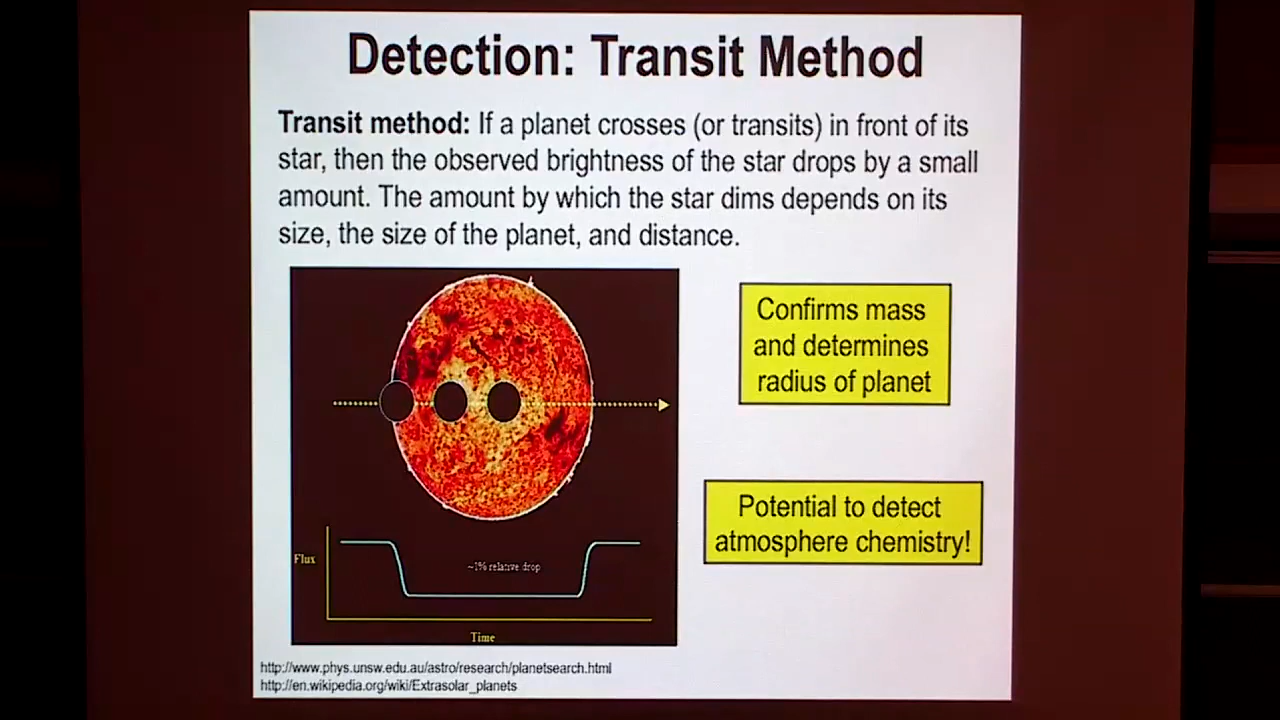 Detection: Transit Method
Transit method: If a planet crosses (or transits) in front of its
star, then the observed brightness of the star drops by a small
amount. The amount by which the star dims depends on its
size, the size of the planet, and distance.
Confirms mass
and determines
radius of planet
Potential to detect
atmosphere chemistry!
Flux
~1% relative drop
Time
http://www.phys.unsw.edu.au/astro/research/planetsearch.html
http://en.wikipedia.org/wiki/Extrasolar_planets